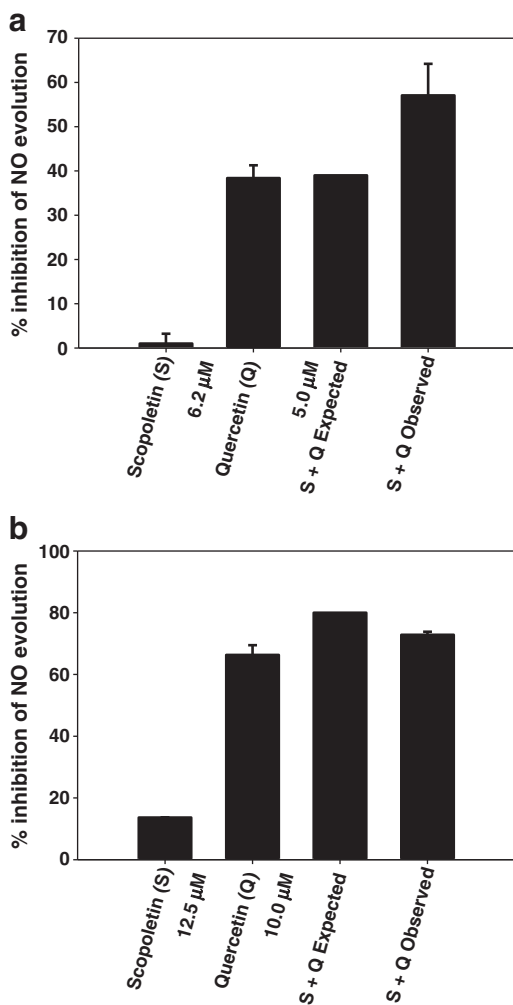 a
% inhibition of NO evolution
70
60
50
40
30
20
10
0
Scopoletin (S)
6.2 µM
Quercetin (Q)
5.0 µM
S + Q Expected
S + Q Observed
b
% inhibition of NO evolution
100
80
60
40
20
0
Scopoletin (S)
12.5 µM
Quercetin (Q)
10.0 µM
S + Q Expected
S + Q Observed